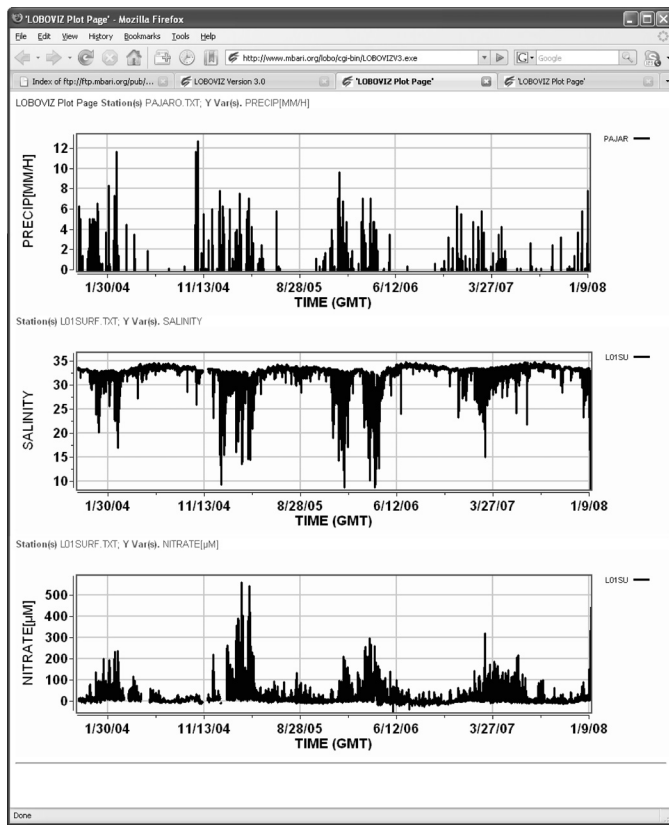 'LOBOVIZ Plot Page' - Mozilla Firefox
File Edit View History Bookmarks Tools Help
http://www.mbari.org/lobo/cgi-bin/LOBOVIZV3.exe
G Google
Index of ftp://ftp.mbari.org/pub/... LOBOVIZ Version 3.0 'LOBOVIZ Plot Page' 'LOBOVIZ Plot Page'
LOBOVIZ Plot Page Station(s) PAJARO.TXT; Y Var(s). PRECIP[MM/H]
PAJAR
PRECIP[MM/H]
12
10
8
6
4
2
0
1/30/04 11/13/04 8/28/05 6/12/06 3/27/07 1/9/08
TIME (GMT)
Station(s) L01SURF.TXT; Y Var(s). SALINITY
L01SU
SALINITY
35
30
25
20
15
10
1/30/04 11/13/04 8/28/05 6/12/06 3/27/07 1/9/08
TIME (GMT)
Station(s) L01SURF.TXT; Y Var(s). NITRATE[µM]
L01SU
NITRATE[µM]
500
400
300
200
100
0
1/30/04 11/13/04 8/28/05 6/12/06 3/27/07 1/9/08
TIME (GMT)
Done